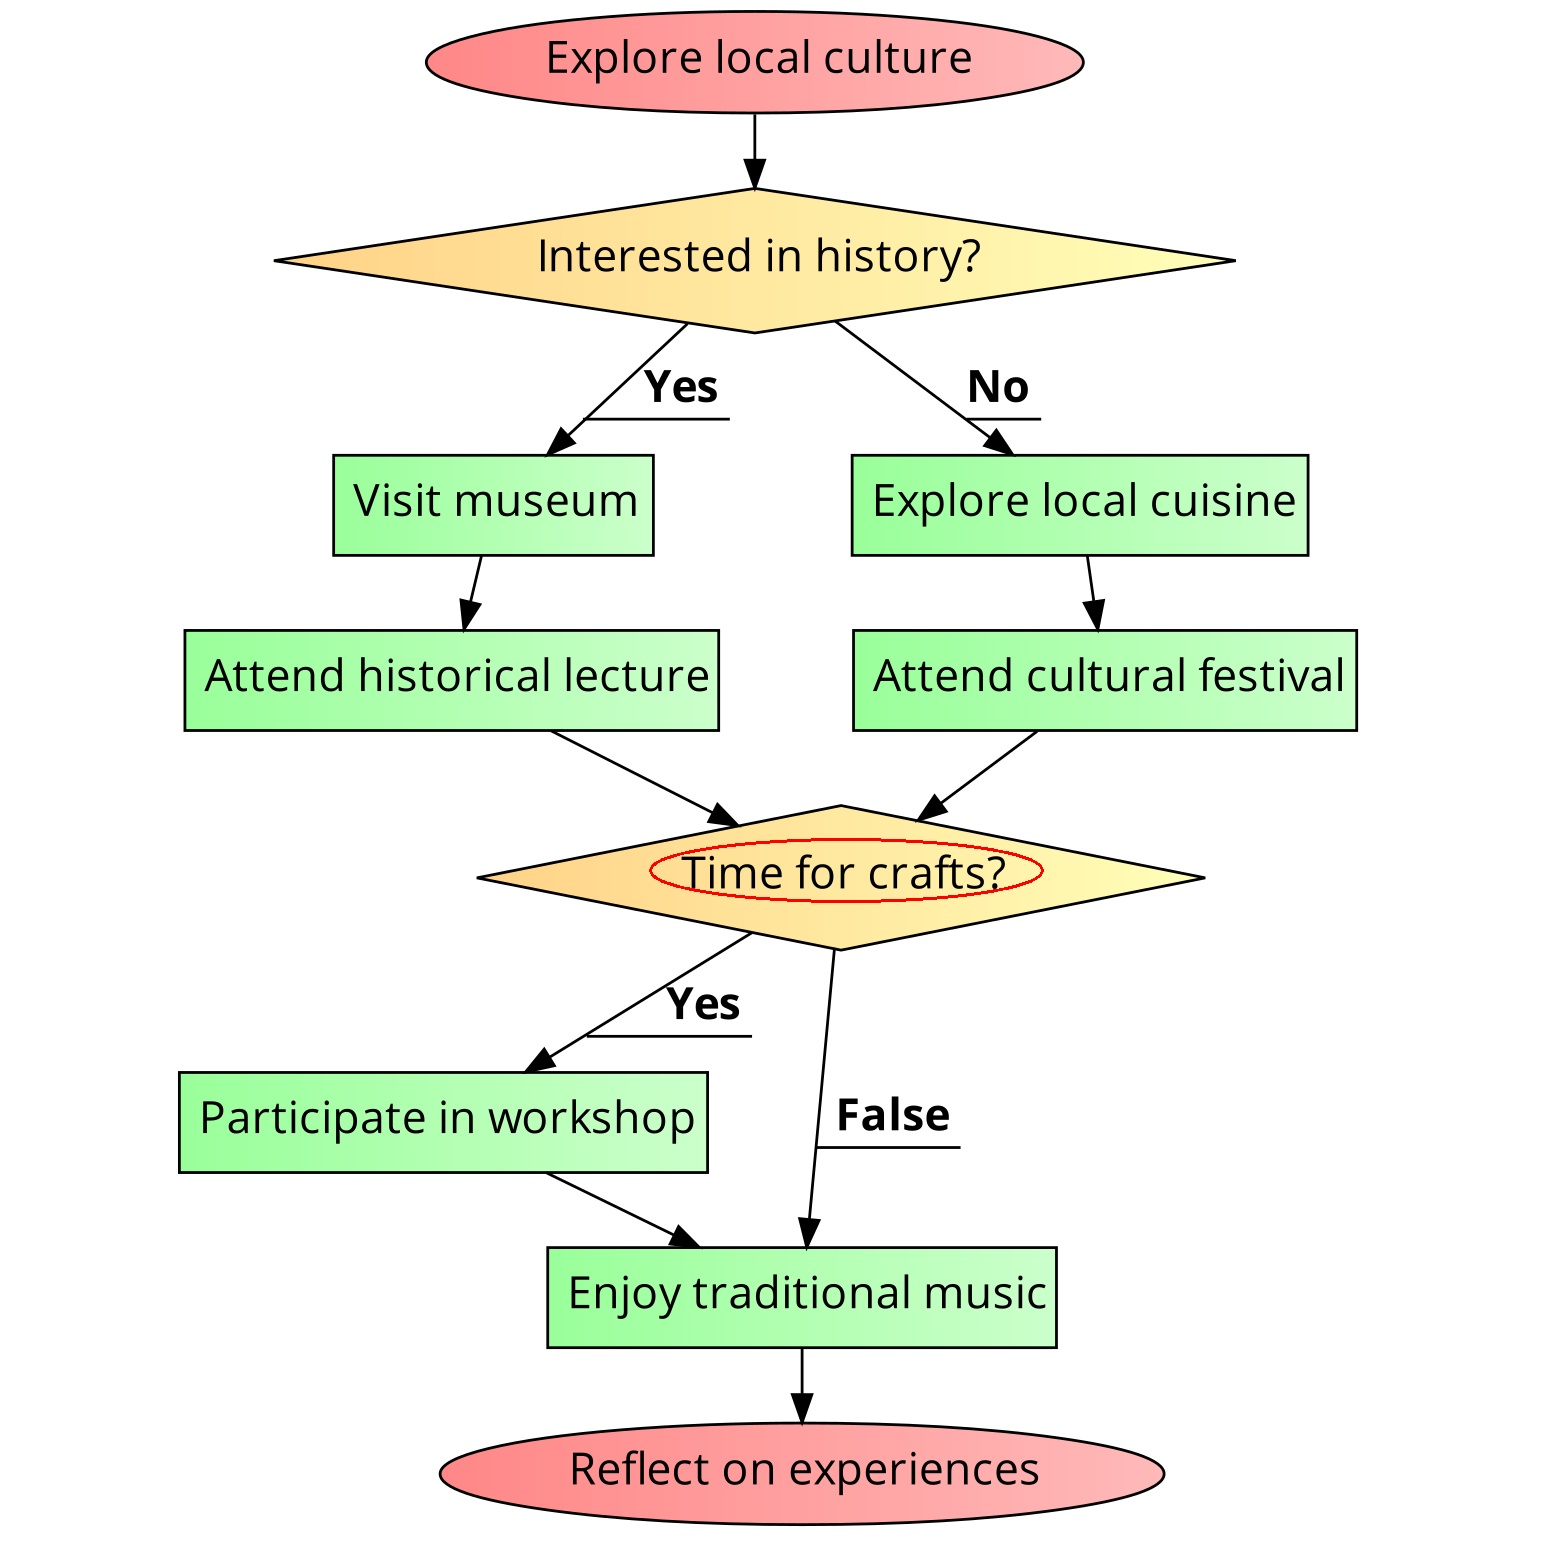 Explore local culture
Interested in history?
Yes
No
Visit museum
Explore local cuisine
Attend historical lecture
Attend cultural festival
Time for crafts?
Yes
Participate in workshop
False
Enjoy traditional music
Reflect on experiences